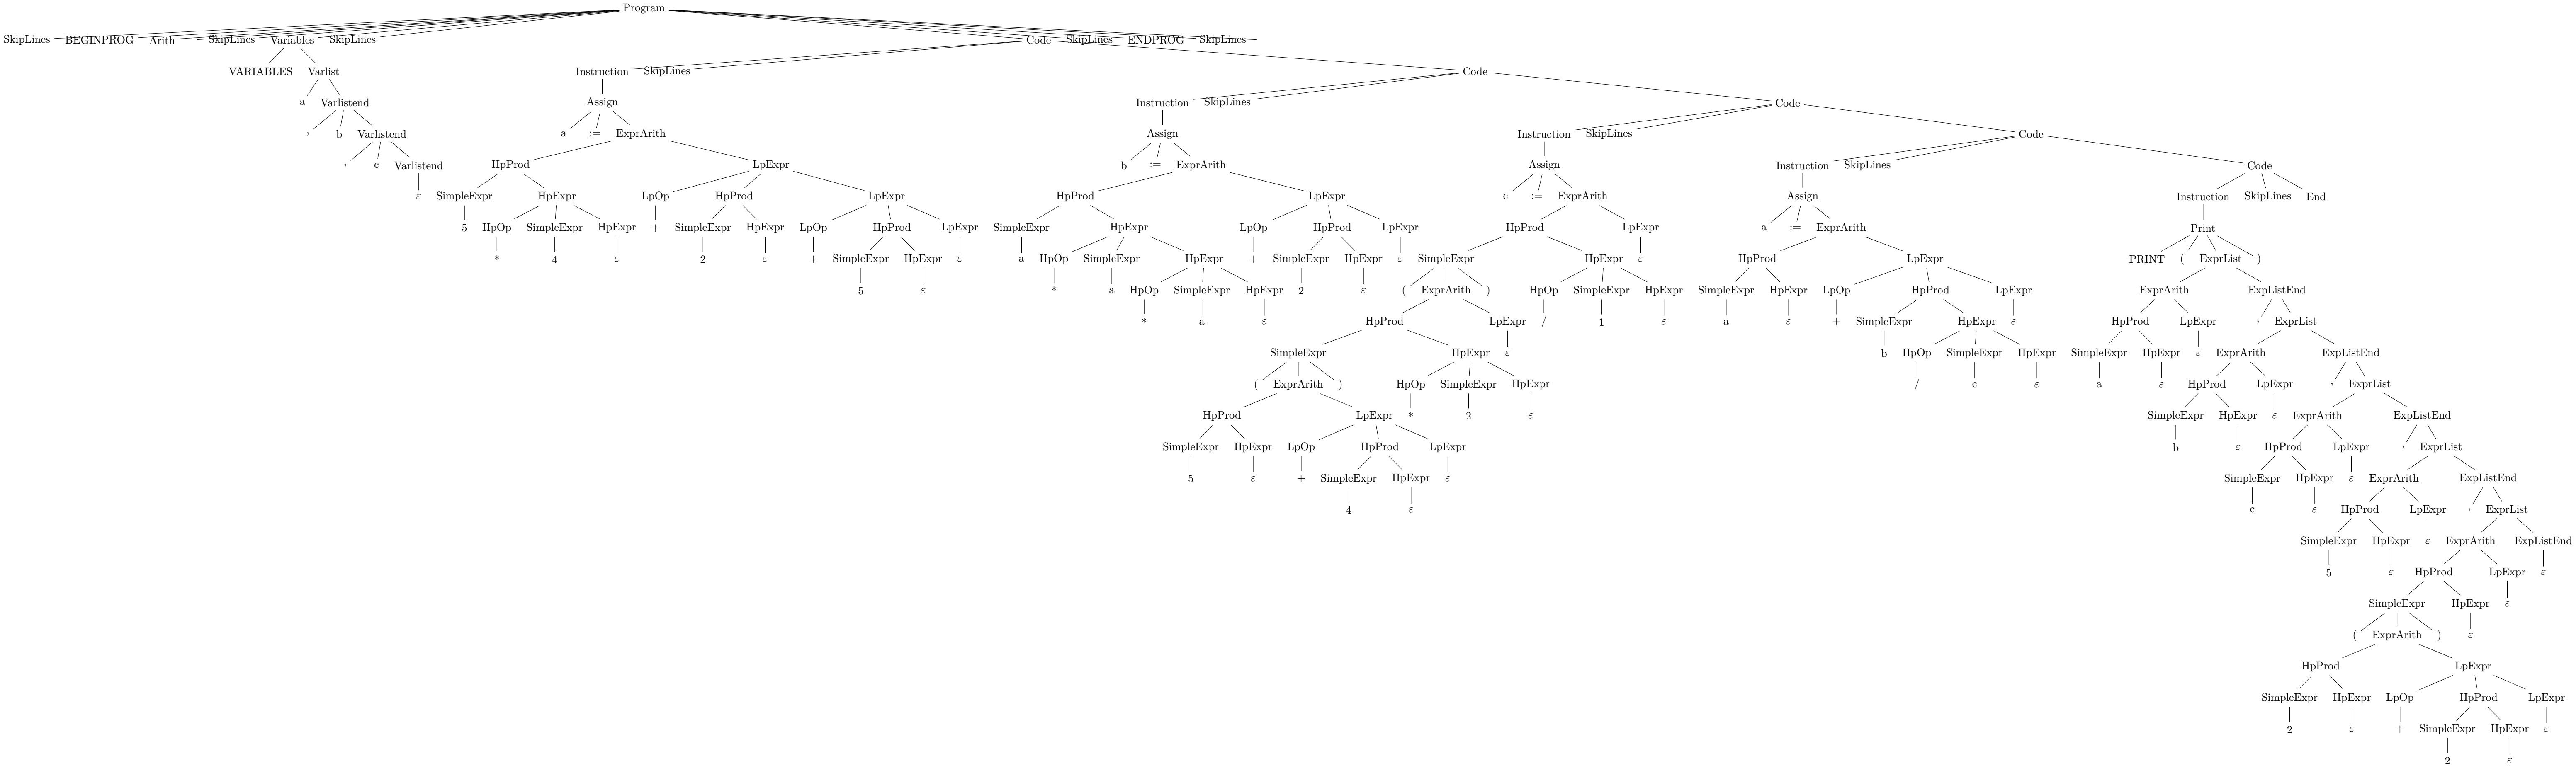 Program
SkipLines BEGINPROG Arith SkipLines Variables SkipLines Code SkipLines ENDPROG SkipLines
VARIABLES Varlist Instruction SkipLines Code
a Varlistend Assign Instruction SkipLines Code
, b Varlistend a := ExprArith Assign Instruction SkipLines Code
, c Varlistend HpProd LpExpr b := ExprArith Assign Instruction SkipLines Code
ε SimpleExpr HpExpr LpOp HpProd LpExpr HpProd LpExpr c := ExprArith Assign Instruction SkipLines End
5 HpOp SimpleExpr HpExpr + SimpleExpr HpExpr LpOp HpProd LpExpr SimpleExpr HpExpr LpOp HpProd LpExpr HpProd LpExpr a := ExprArith Print
* 4 ε 2 ε + SimpleExpr HpExpr ε a HpOp SimpleExpr HpExpr + SimpleExpr HpExpr ε SimpleExpr HpExpr ε HpProd LpExpr PRINT ( ExprList )
5 ε * a HpOp SimpleExpr HpExpr 2 ε ( ExprArith ) HpOp SimpleExpr HpExpr SimpleExpr HpExpr LpOp HpProd LpExpr ExprArith ExpListEnd
* a ε HpProd LpExpr / 1 ε a ε + SimpleExpr HpExpr ε HpProd LpExpr , ExprList
SimpleExpr HpExpr ε b HpOp SimpleExpr HpExpr SimpleExpr HpExpr ε ExprArith ExpListEnd
( ExprArith ) HpOp SimpleExpr HpExpr / c ε a ε HpProd LpExpr , ExprList
HpProd LpExpr * 2 ε SimpleExpr HpExpr ε ExprArith ExpListEnd
SimpleExpr HpExpr LpOp HpProd LpExpr b ε HpProd LpExpr , ExprList
5 ε + SimpleExpr HpExpr ε SimpleExpr HpExpr ε ExprArith ExpListEnd
4 ε c ε HpProd LpExpr , ExprList
SimpleExpr HpExpr ε ExprArith ExpListEnd
5 ε HpProd LpExpr ε
SimpleExpr HpExpr ε
( ExprArith ) ε
HpProd LpExpr
SimpleExpr HpExpr LpOp HpProd LpExpr
2 ε + SimpleExpr HpExpr ε
2 ε